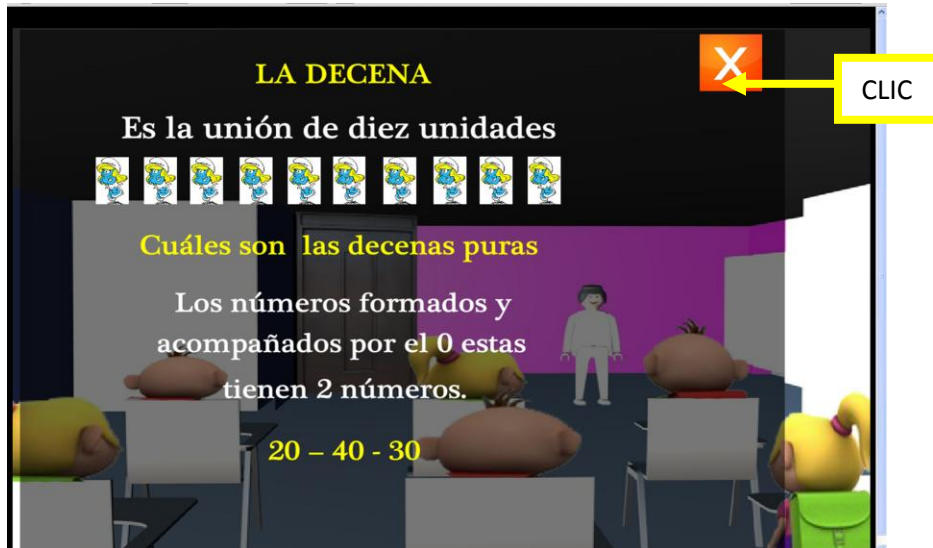 LA DECENA
X
CLIC
Es la unión de diez unidades
Cuáles son las decenas puras
Los números formados y
acompañados por el 0 estas
tienen 2 números.
20 – 40 - 30